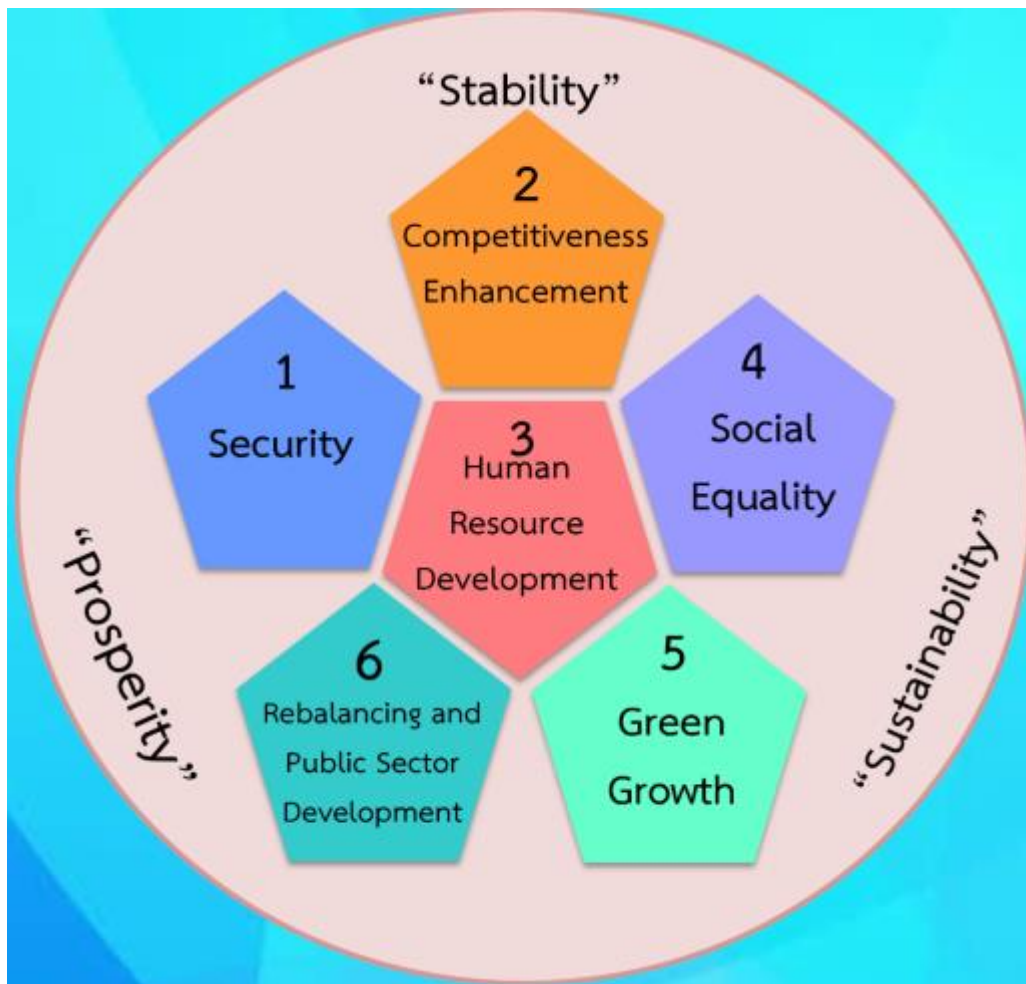 “Stability”
2
Competitiveness
Enhancement
1
Security
4
Social
Equality
3
Human
Resource
Development
“Prosperity”
“Sustainability”
6
Rebalancing and
Public Sector
Development
5
Green
Growth